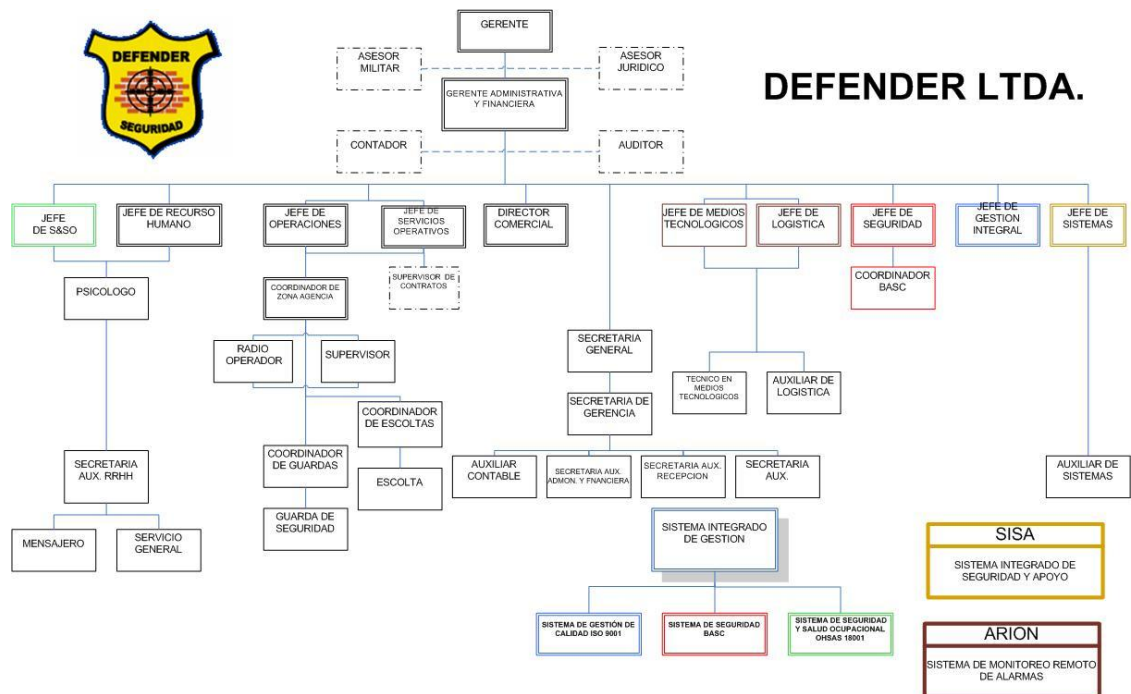 DEFENDER
SEGURIDAD
GERENTE
ASESOR
MILITAR
ASESOR
JURIDICO
DEFENDER LTDA.
GERENTE ADMINISTRATIVA
Y FINANCIERA
CONTADOR
AUDITOR
JEFE
DE S&SO
JEFE DE RECURSO
HUMANO
JEFE DE
OPERACIONES
JEFE DE
SERVICIOS
OPERATIVOS
DIRECTOR
COMERCIAL
JEFE DE MEDIOS
TECNOLOGICOS
JEFE DE
LOGISTICA
JEFE DE
SEGURIDAD
JEFE DE
GESTION
INTEGRAL
JEFE DE
SISTEMAS
PSICOLOGO
COORDINADOR DE
ZONA AGENCIA
SUPERVISOR DE
CONTRATOS
COORDINADOR
BASC
RADIO
OPERADOR
SUPERVISOR
SECRETARIA
GENERAL
TECNICO EN
MEDIOS
TECNOLOGICOS
AUXILIAR DE
LOGISTICA
COORDINADOR
DE ESCOLTAS
SECRETARIA DE
GERENCIA
SECRETARIA
AUX. RRHH
COORDINADOR
DE GUARDAS
ESCOLTA
AUXILIAR
CONTABLE
SECRETARIA AUX.
ADMON. Y FNANCIERA
SECRETARIA AUX.
RECEPCION
SECRETARIA
AUX.
AUXILIAR DE
SISTEMAS
MENSAJERO
SERVICIO
GENERAL
GUARDA DE
SEGURIDAD
SISTEMA INTEGRADO
DE GESTION
SISA
SISTEMA INTEGRADO DE
SEGURIDAD Y APOYO
SISTEMA DE GESTIÓN DE
CALIDAD ISO 9001
SISTEMA DE SEGURIDAD
BASC
SISTEMA DE SEGURIDAD
Y SALUD OCUPACIONAL
OHSAS 18001
ARION
SISTEMA DE MONITOREO REMOTO
DE ALARMAS